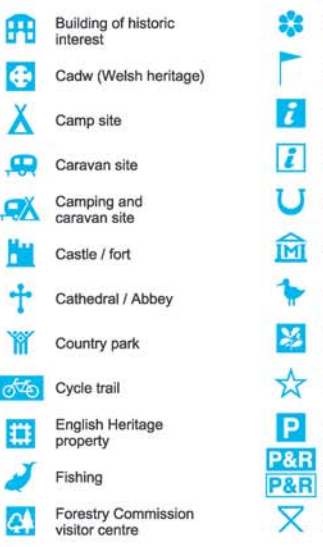 Building of historic
interest
Cadw (Welsh heritage)
Camp site
Caravan site
Camping and
caravan site
Castle / fort
Cathedral / Abbey
Country park
Cycle trail
English Heritage
property
Fishing
Forestry Commission
visitor centre
i
i
M
P
P&R
P&R